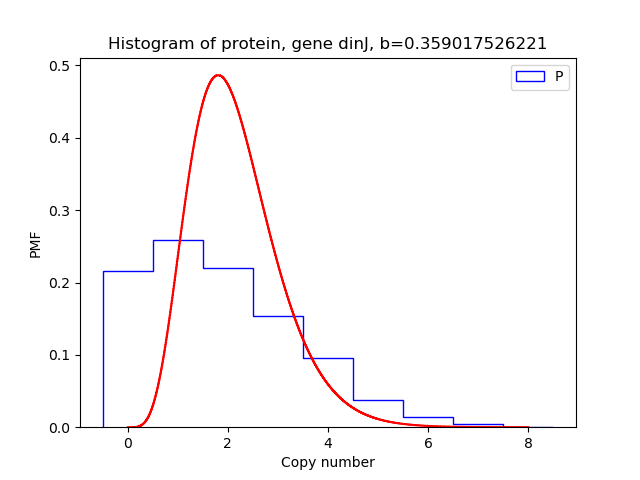 Histogram of protein, gene dinJ, b=0.359017526221
P
PMF
0.5
0.4
0.3
0.2
0.1
0.0
0 2 4 6 8
Copy number